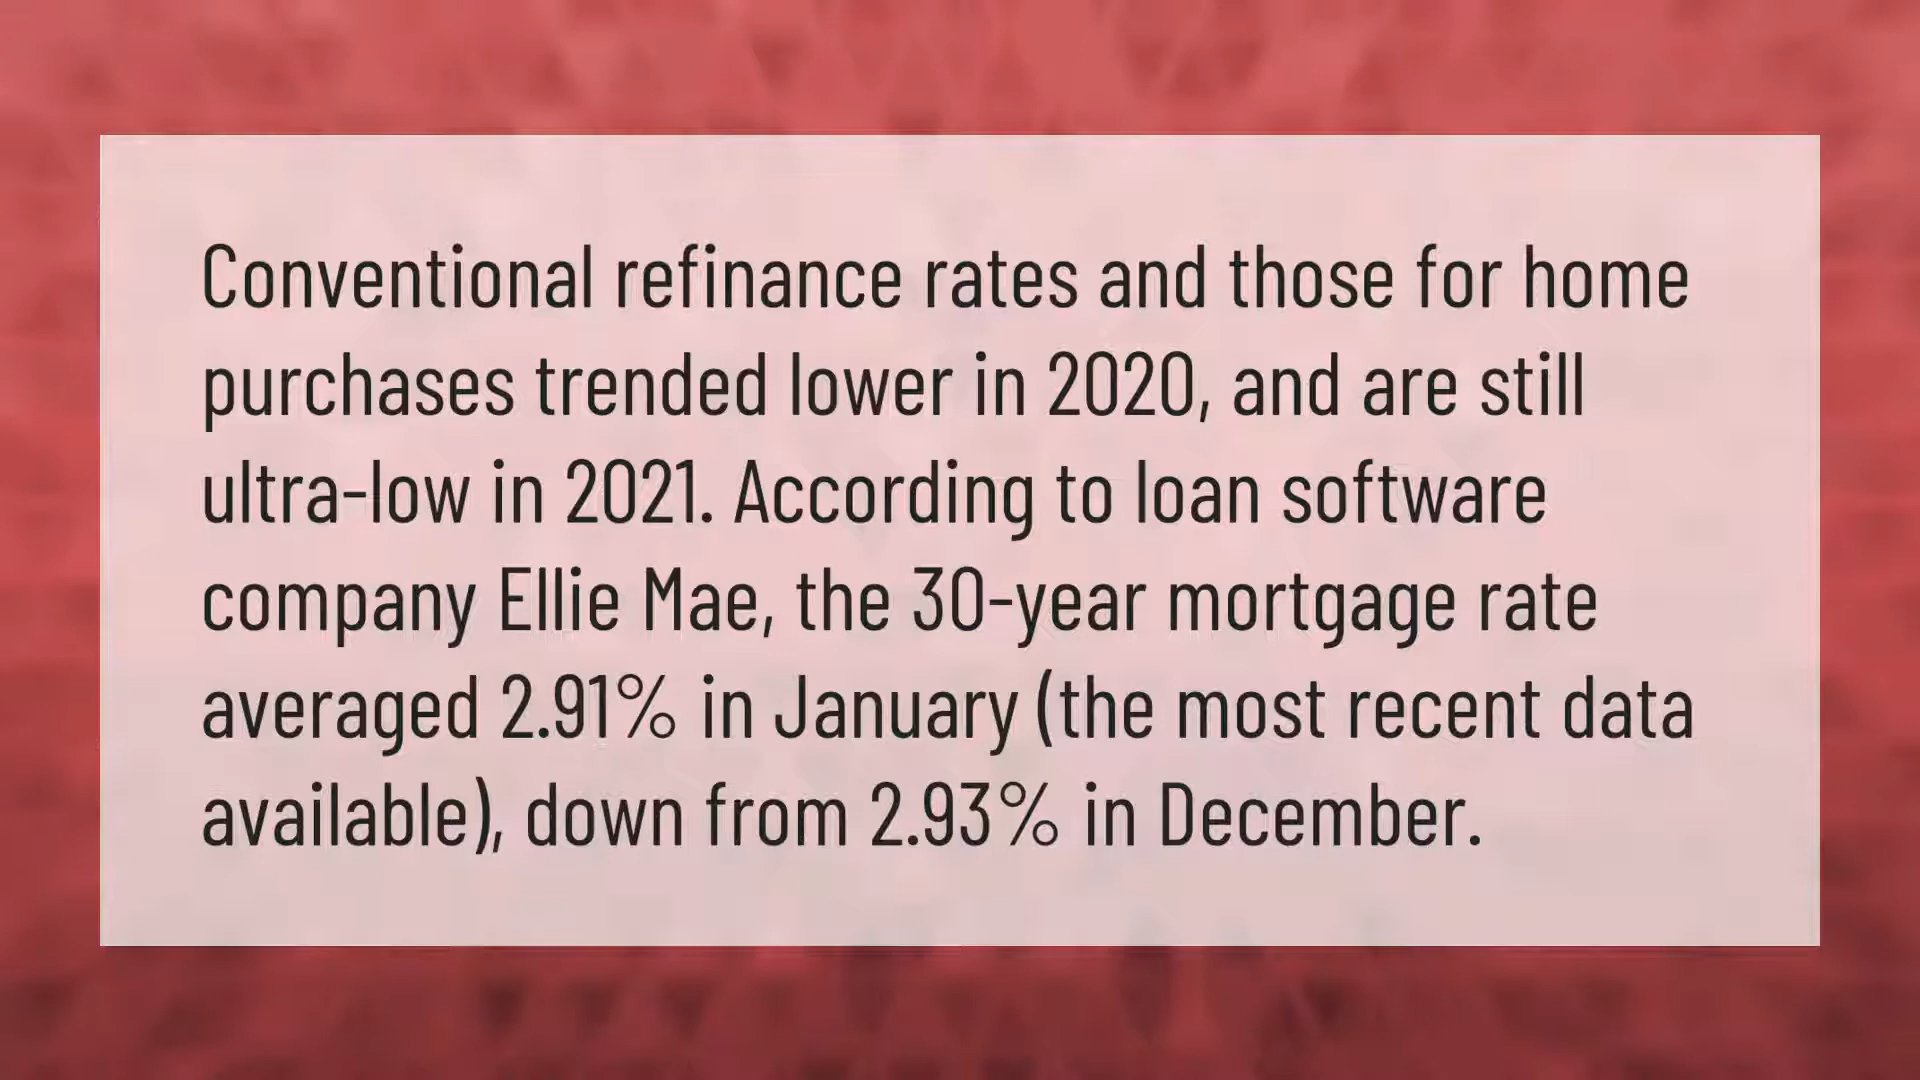 Conventional refinance rates and those for home
purchases trended lower in 2020, and are still
ultra-low in 2021. According to loan software
company Ellie Mae, the 30-year mortgage rate
averaged 2.91% in January (the most recent data
available), down from 2.93% in December.